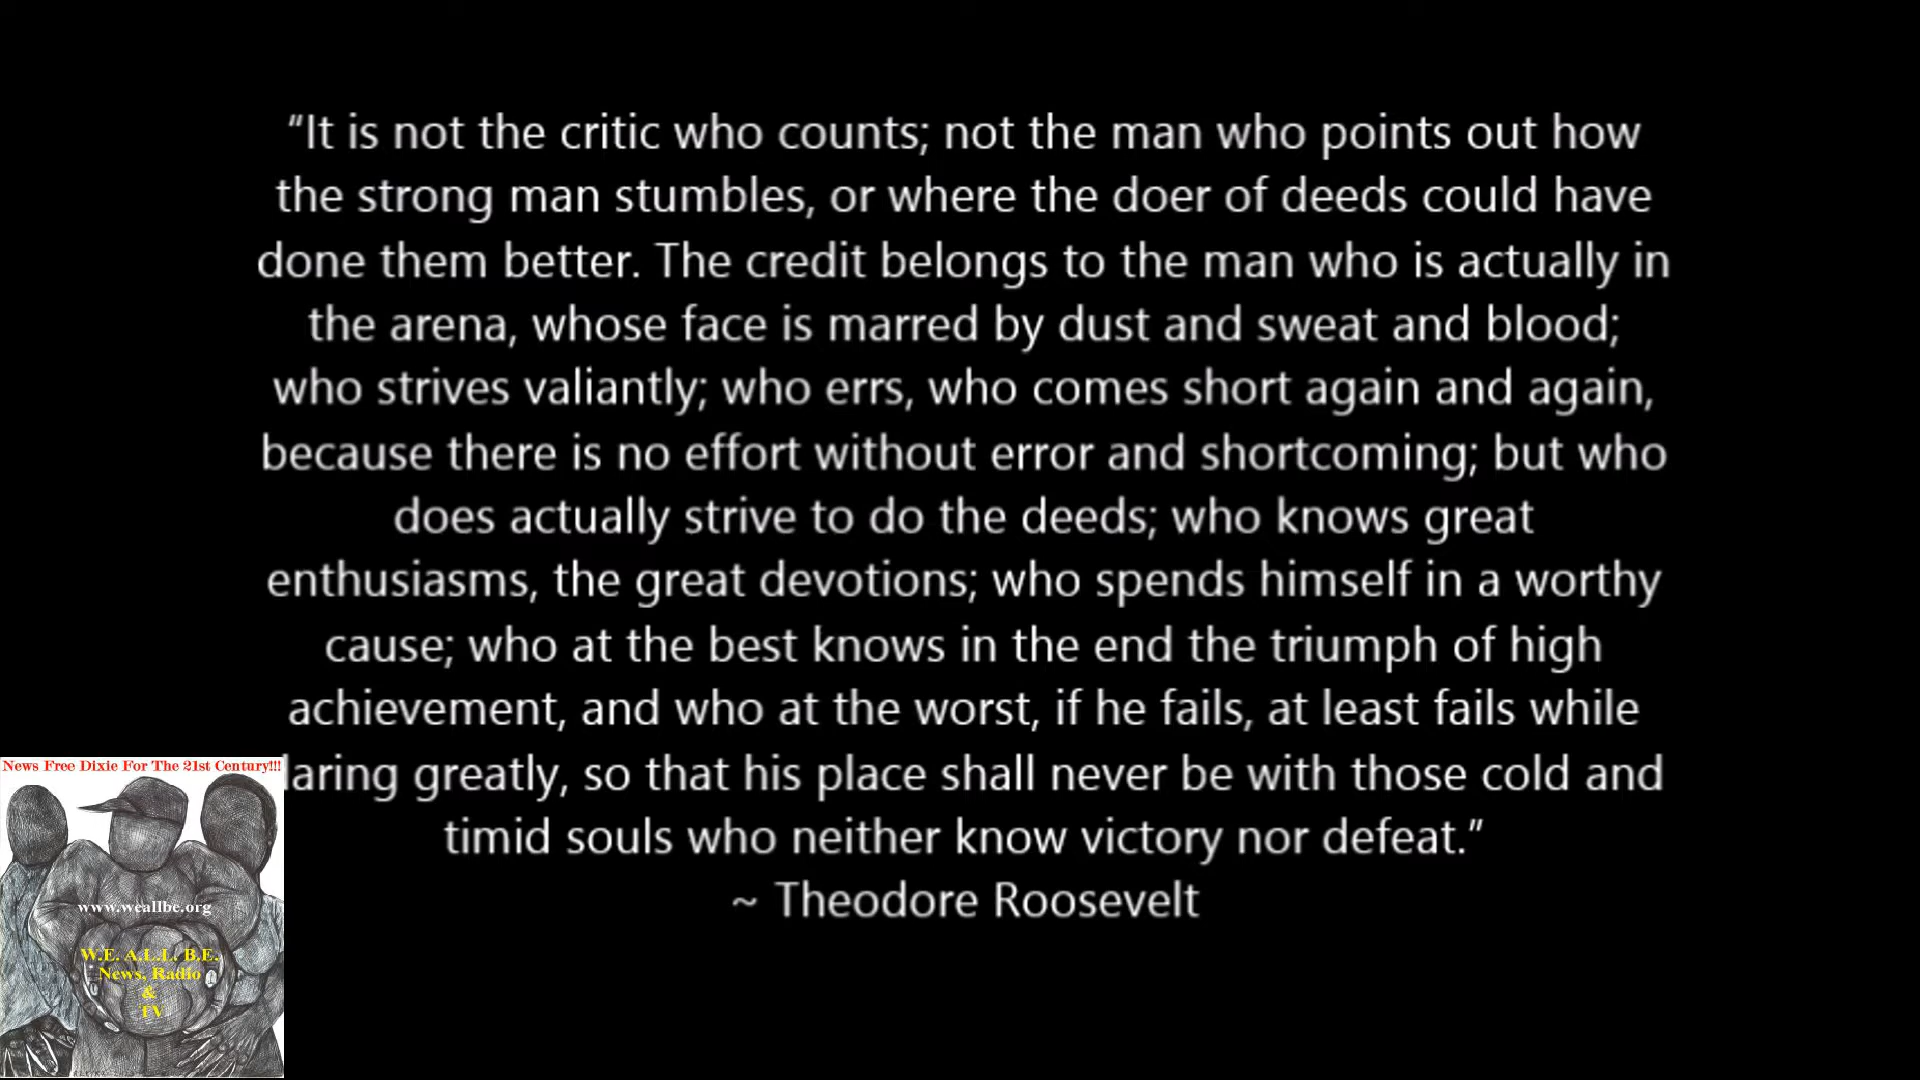 “It is not the critic who counts; not the man who points out how
the strong man stumbles, or where the doer of deeds could have
done them better. The credit belongs to the man who is actually in
the arena, whose face is marred by dust and sweat and blood;
who strives valiantly; who errs, who comes short again and again,
because there is no effort without error and shortcoming; but who
does actually strive to do the deeds; who knows great
enthusiasms, the great devotions; who spends himself in a worthy
cause; who at the best knows in the end the triumph of high
achievement, and who at the worst, if he fails, at least fails while
aring greatly, so that his place shall never be with those cold and
timid souls who neither know victory nor defeat.”
~ Theodore Roosevelt
News Free Dixie For The 21st Century!!!
www.weallbe.org
W.E. A.L.L. B.E.
News, Radio
&
TV